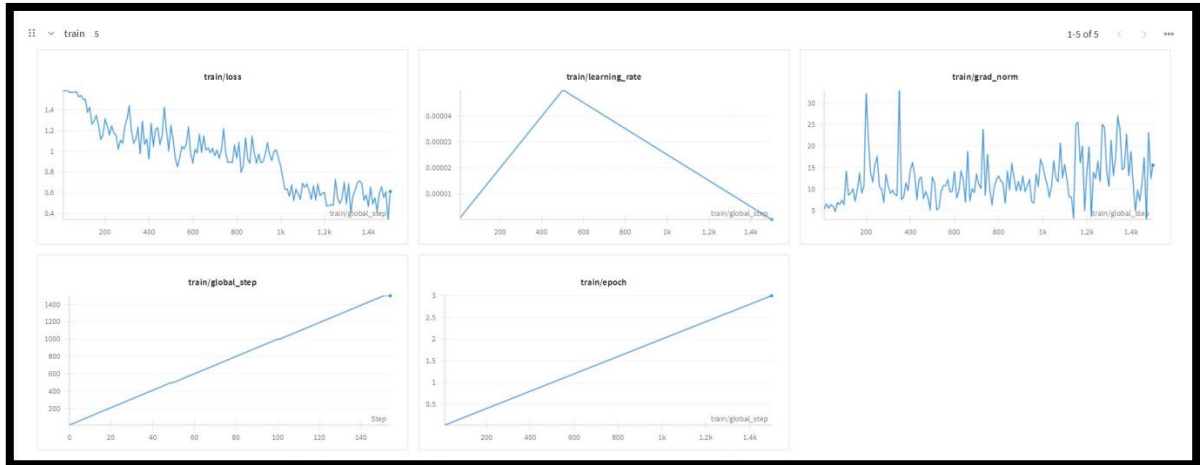 train 5
1-5 of 5
train/loss
1.4
1.2
1
0.8
0.6
0.4
train/global_step
200 400 600 800 1k 1.2k 1.4k
train/learning_rate
0.00004
0.00003
0.00002
0.00001
train/global_step
200 400 600 800 1k 1.2k 1.4k
train/grad_norm
30
25
20
15
10
5
train/global_step
200 400 600 800 1k 1.2k 1.4k
train/global_step
1400
1200
1000
800
600
400
200
Step
0 20 40 60 80 100 120 140
train/epoch
3
2.5
2
1.5
1
0.5
train/global_step
200 400 600 800 1k 1.2k 1.4k